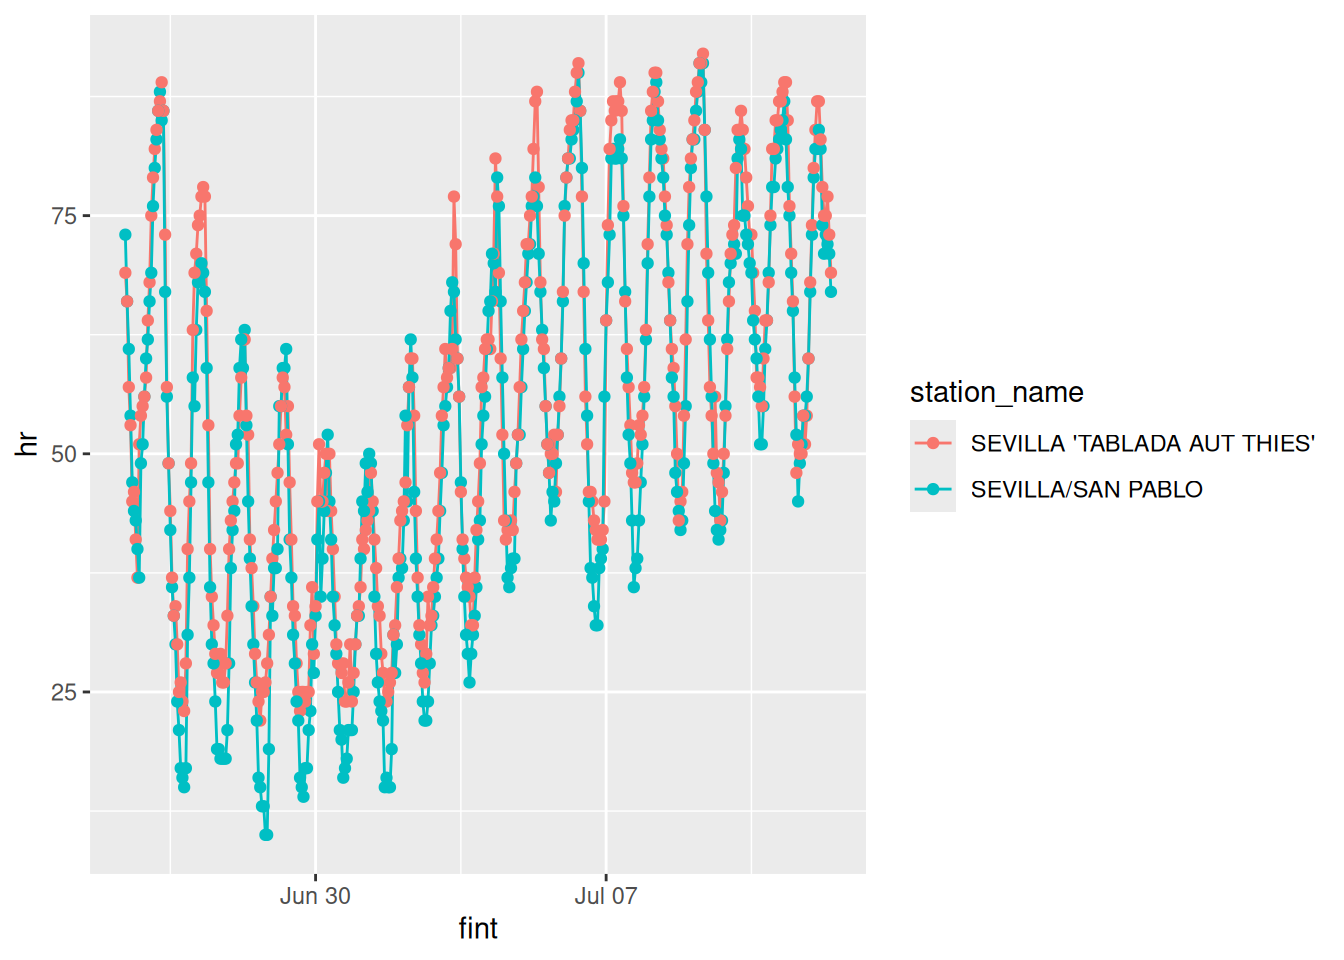 75
50
25
hr
Jun 30
Jul 07
fint
station_name
SEVILLA 'TABLADA AUT THIES'
SEVILLA/SAN PABLO